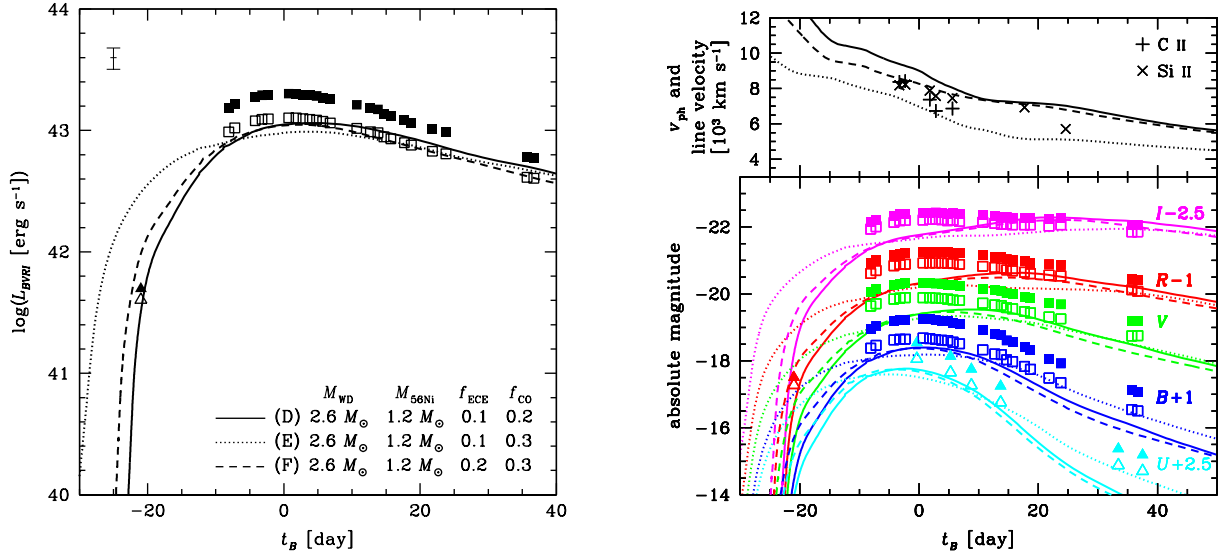 44
43
42
41
40
log(L_BVRI [erg s⁻¹])
M_WD M_56Ni f_ECE f_CO
(D) 2.6 M_⊙ 1.2 M_⊙ 0.1 0.2
(E) 2.6 M_⊙ 1.2 M_⊙ 0.1 0.3
(F) 2.6 M_⊙ 1.2 M_⊙ 0.2 0.3
−20 0 20 40
t_B [day]
12
10
8
6
4
v_ph and
line velocity
[10³ km s⁻¹]
C II
Si II
−22
−20
−18
−16
−14
absolute magnitude
I−2.5
R−1
V
B+1
U+2.5
−20 0 20 40
t_B [day]